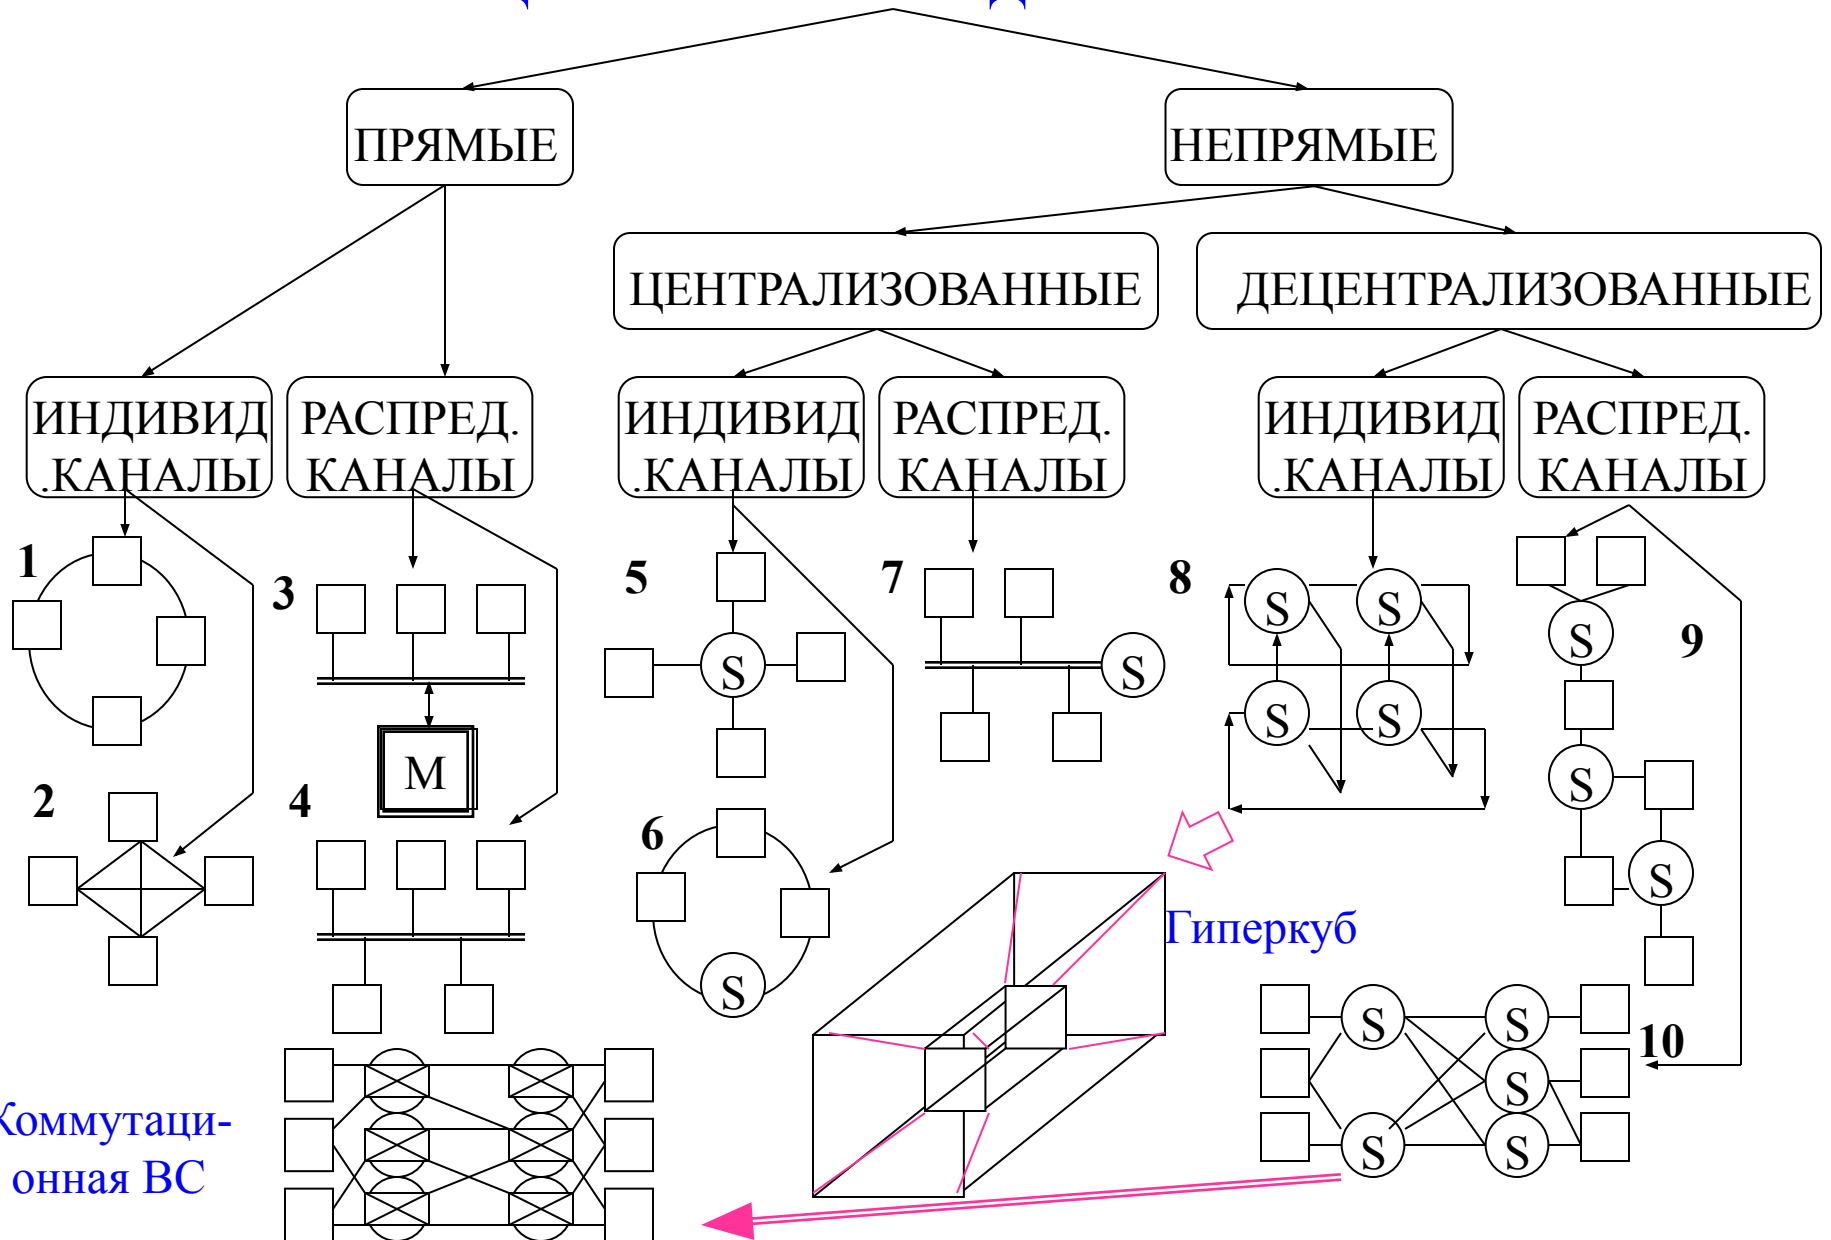 ПРЯМЫЕ
НЕПРЯМЫЕ
ЦЕНТРАЛИЗОВАННЫЕ
ДЕЦЕНТРАЛИЗОВАННЫЕ
ИНДИВИД
.КАНАЛЫ
РАСПРЕД.
КАНАЛЫ
ИНДИВИД
.КАНАЛЫ
РАСПРЕД.
КАНАЛЫ
ИНДИВИД
.КАНАЛЫ
РАСПРЕД.
КАНАЛЫ
1
2
3
M
4
5
S
6
S
7
S
8
S
S
S
S
9
S
S
S
Гиперкуб
10
S
S
S
S
S
Коммутаци-
онная ВС